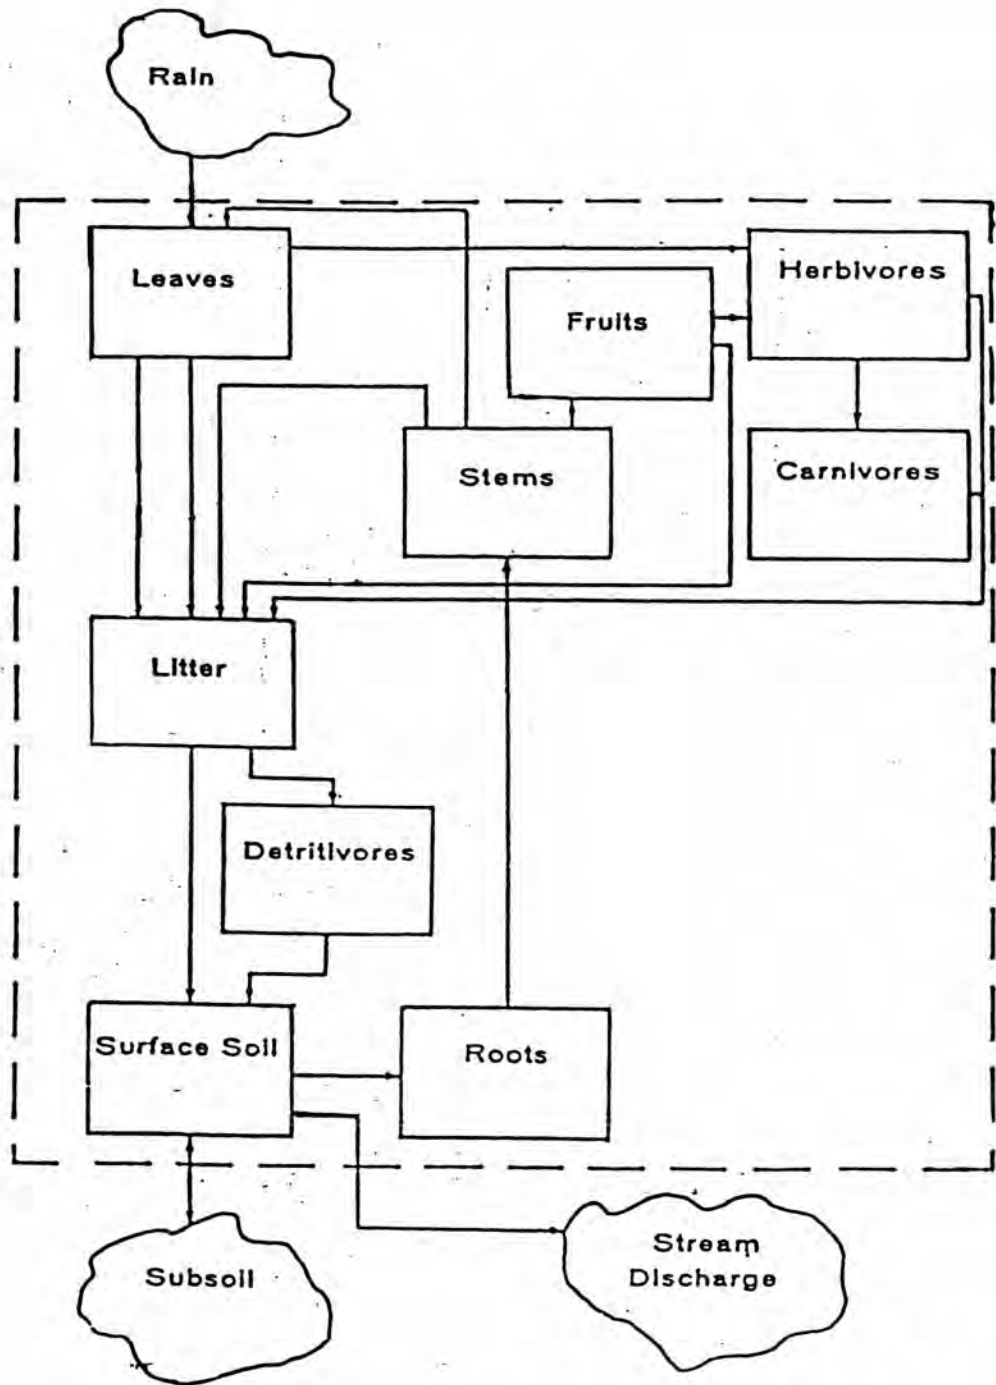 Rain
Leaves
Herbivores
Fruits
Stems
Carnivores
Litter
Detritivores
Surface Soil
Roots
Subsoil
Stream
Discharge